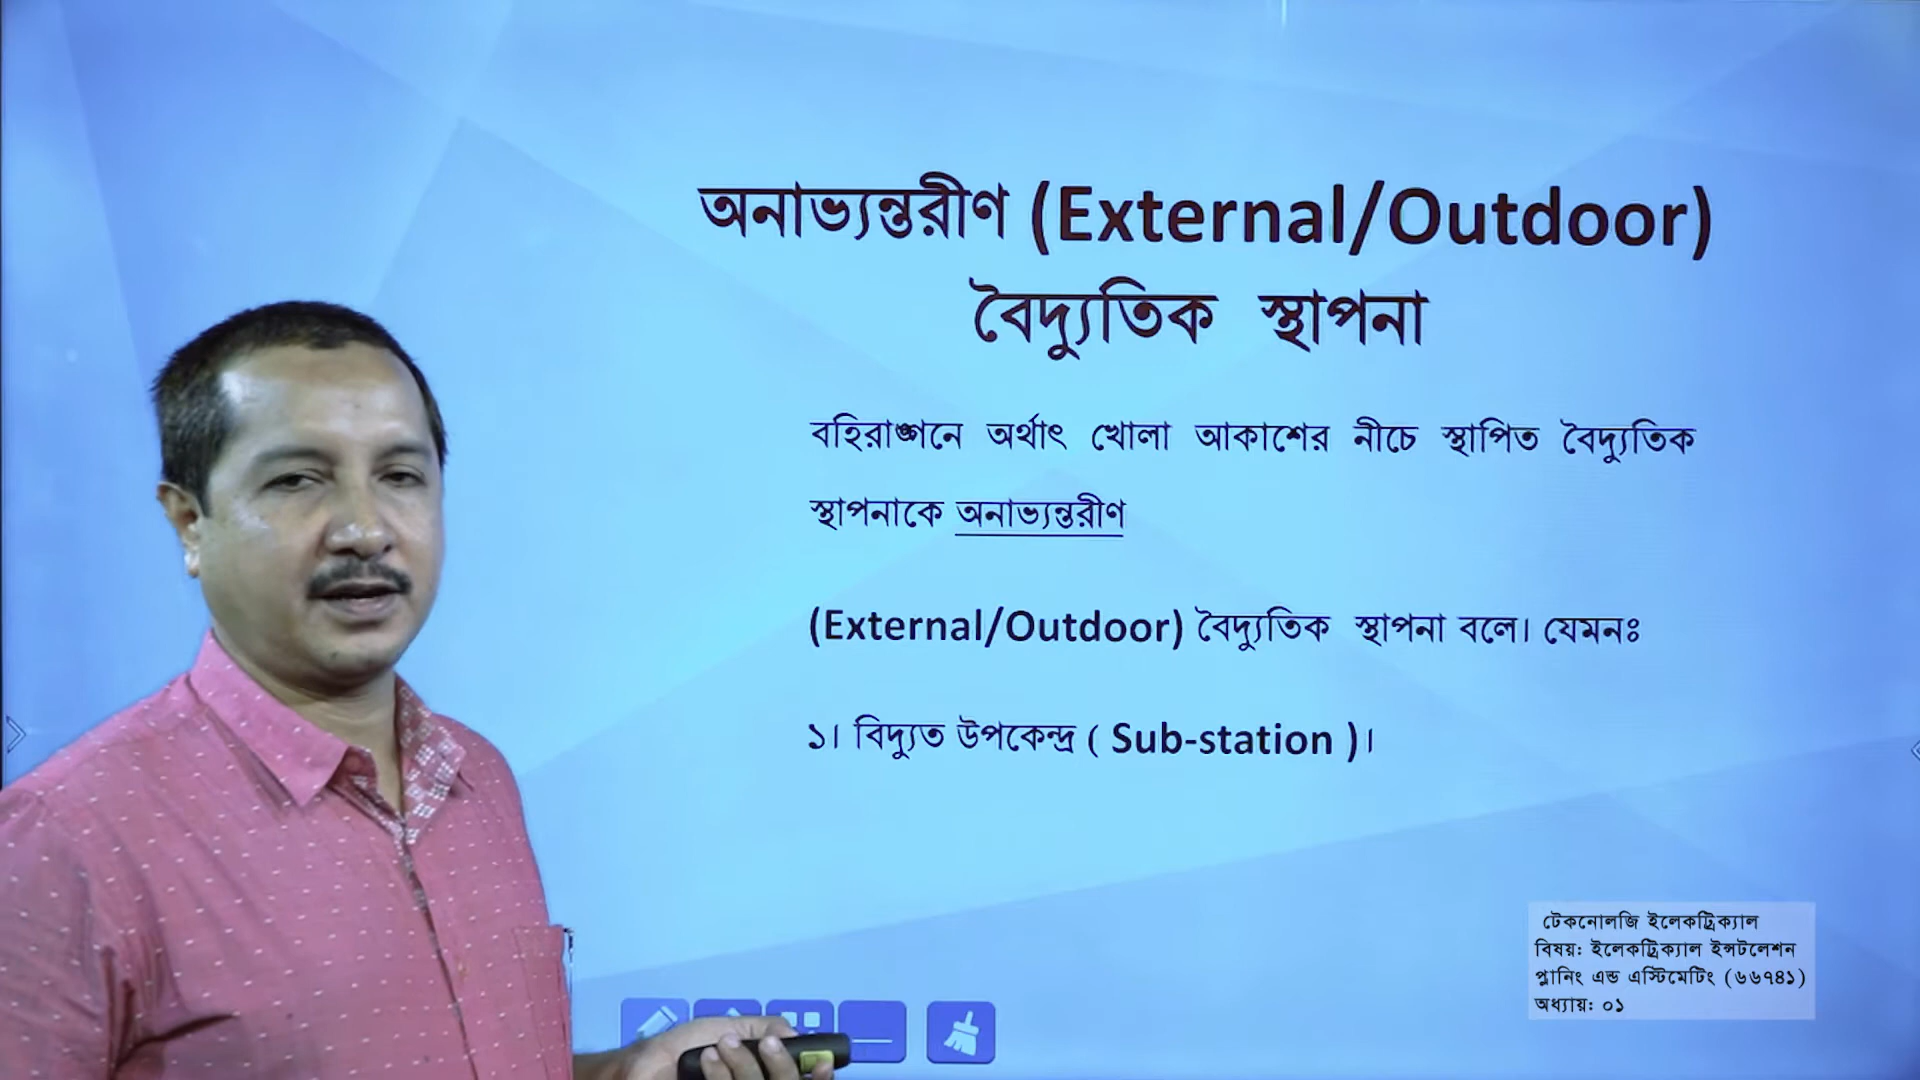 অনাভ্যন্তরীণ (External/Outdoor)
বৈদ্যুতিক স্থাপনা
বহিরাঙ্গনে অর্থাৎ খোলা আকাশের নীচে স্থাপিত বৈদ্যুতিক
স্থাপনাকে অনাভ্যন্তরীণ
(External/Outdoor) বৈদ্যুতিক স্থাপনা বলে। যেমনঃ
১। বিদ্যুত উপকেন্দ্র ( Sub-station )।
টেকনোলজি ইলেকট্রিক্যাল
বিষয়: ইলেকট্রিক্যাল ইন্সটলেশন
প্লানিং এন্ড এস্টিমেটিং (৬৬৭৪১)
অধ্যায়: ০১